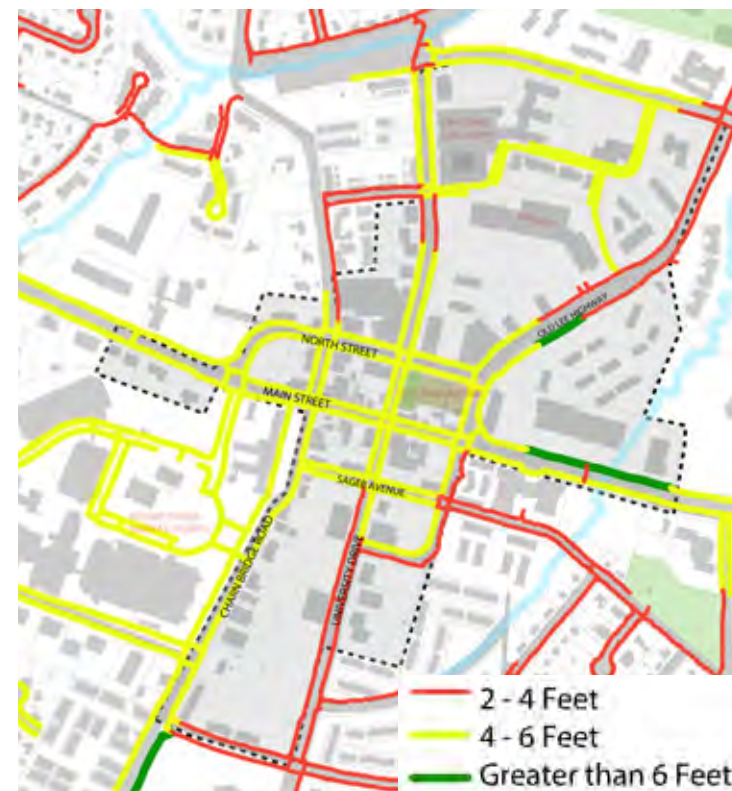 OLD LEE HIGHWAY
NORTH STREET
MAIN STREET
SAGER AVENUE
CHAIN BRIDGE ROAD
UNIVERSITY DRIVE
2 - 4 Feet
4 - 6 Feet
Greater than 6 Feet